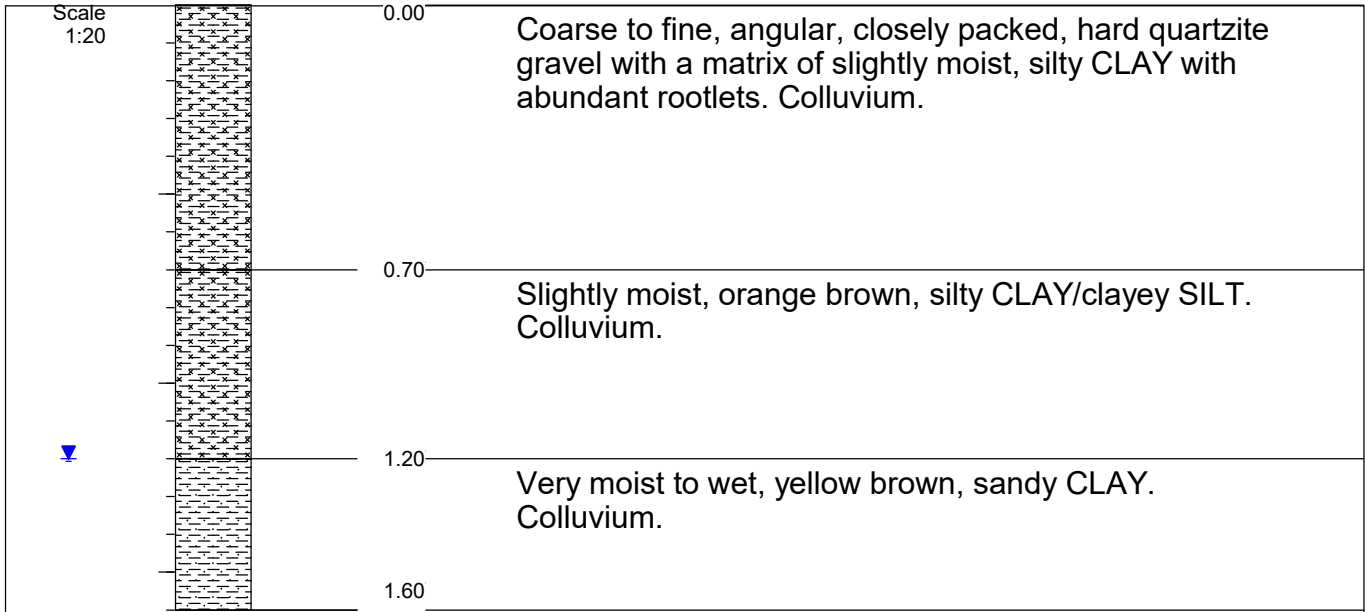 Scale
1:20
0.00
Coarse to fine, angular, closely packed, hard quartzite
gravel with a matrix of slightly moist, silty CLAY with
abundant rootlets. Colluvium.
0.70
Slightly moist, orange brown, silty CLAY/clayey SILT.
Colluvium.
1.20
Very moist to wet, yellow brown, sandy CLAY.
Colluvium.
1.60